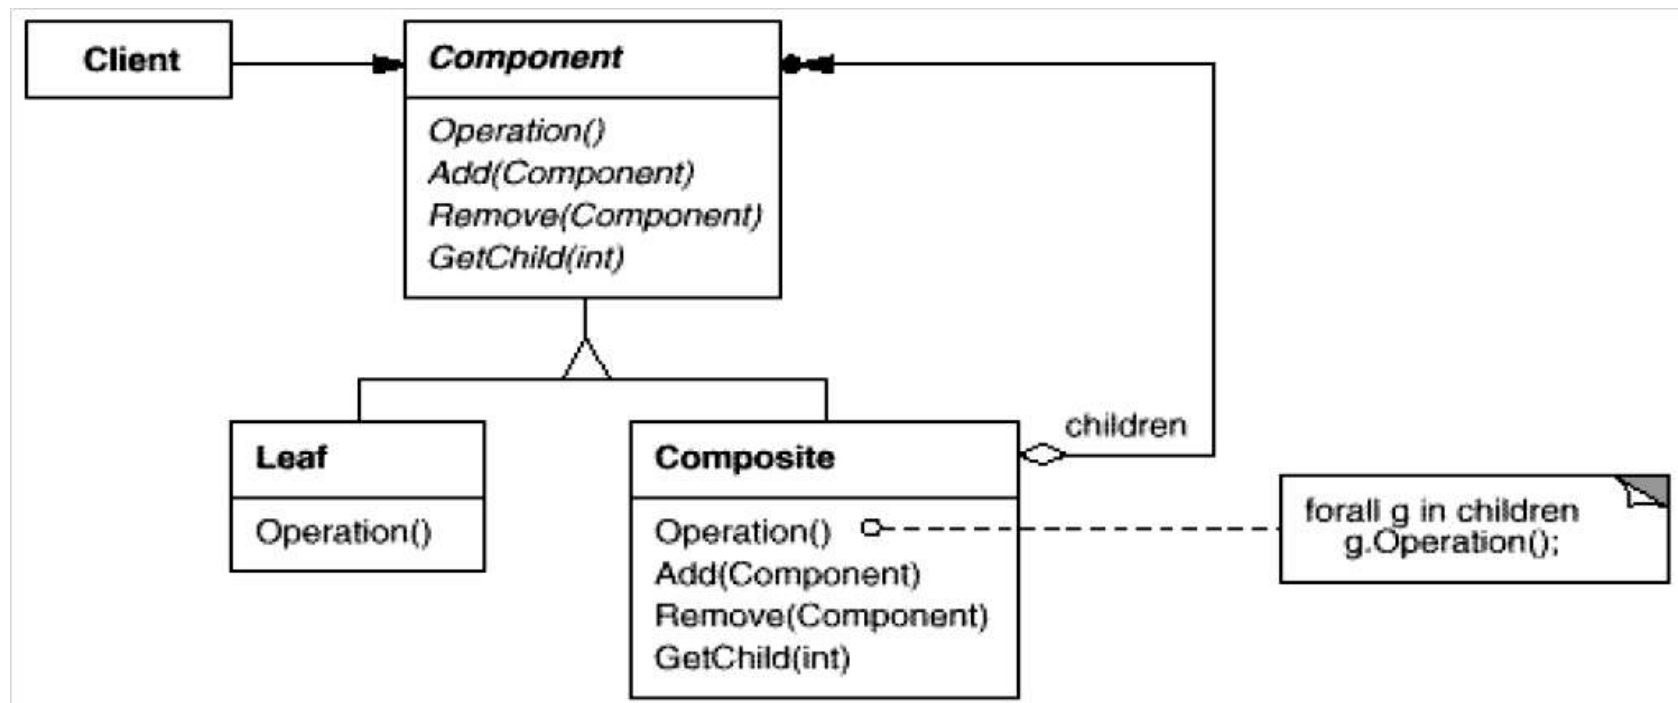 Client
Component
Operation()
Add(Component)
Remove(Component)
GetChild(int)
Leaf
Operation()
Composite
Operation()
Add(Component)
Remove(Component)
GetChild(int)
children
forall g in children
g.Operation();